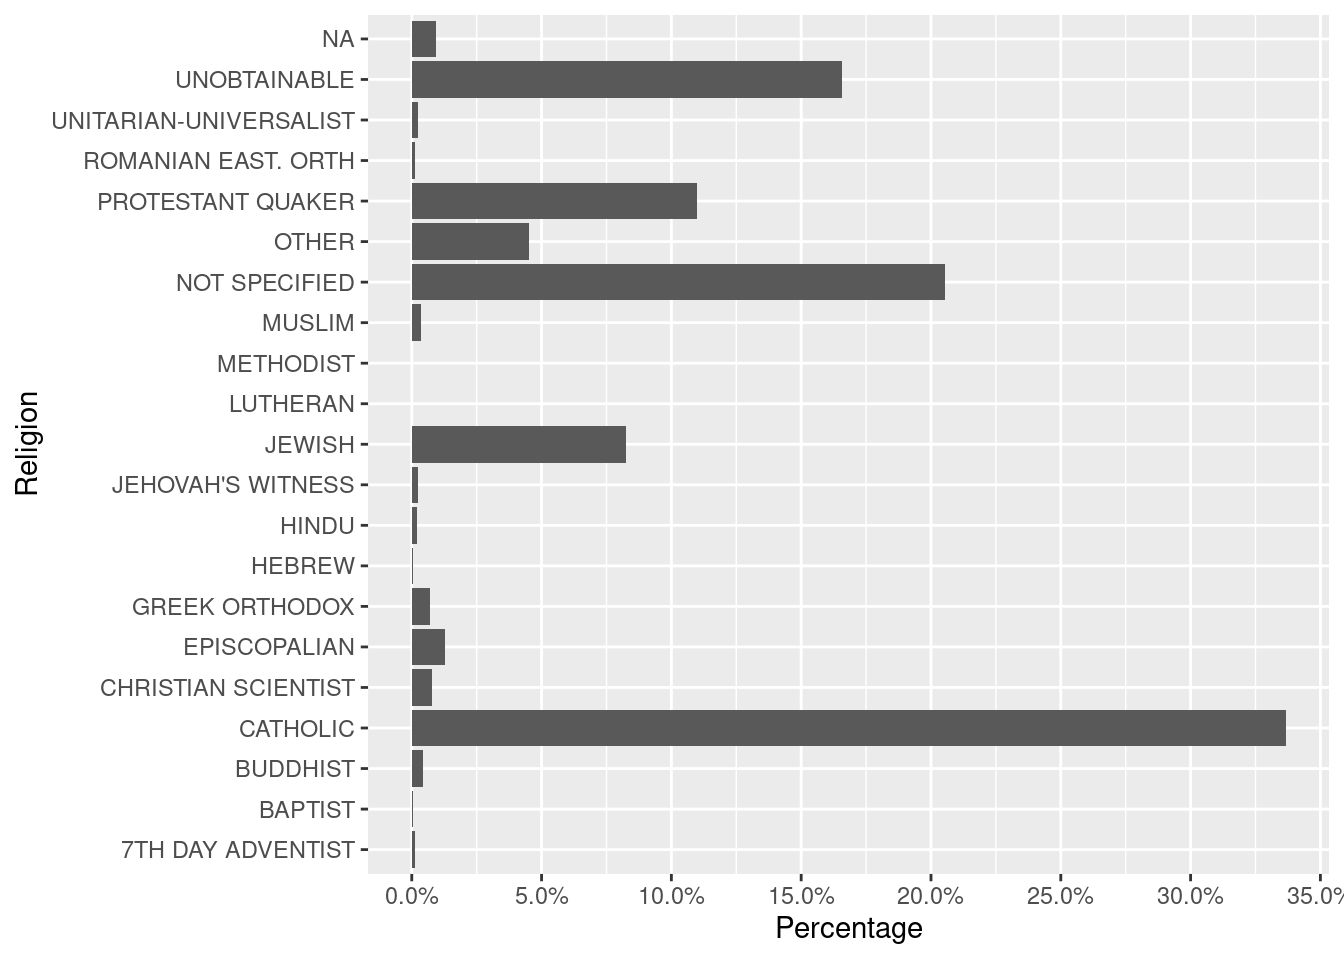 NA
UNOBTAINABLE
UNITARIAN-UNIVERSALIST
ROMANIAN EAST. ORTH
PROTESTANT QUAKER
OTHER
NOT SPECIFIED
MUSLIM
METHODIST
LUTHERAN
JEWISH
JEHOVAH'S WITNESS
HINDU
HEBREW
GREEK ORTHODOX
EPISCOPALIAN
CHRISTIAN SCIENTIST
CATHOLIC
BUDDHIST
BAPTIST
7TH DAY ADVENTIST
Religion
0.0% 5.0% 10.0% 15.0% 20.0% 25.0% 30.0% 35.0%
Percentage